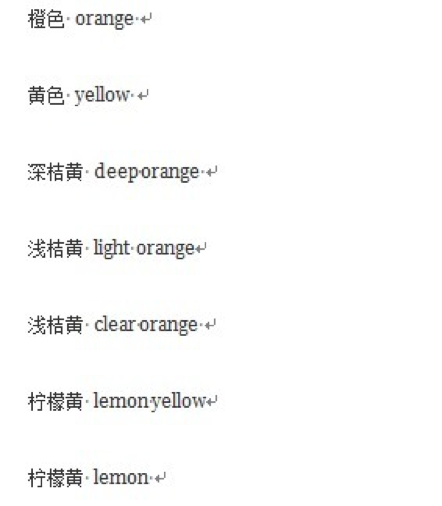 橙色 orange
黄色 yellow
深桔黄 deep orange
浅桔黄 light orange
浅桔黄 clear orange
柠檬黄 lemon yellow
柠檬黄 lemon